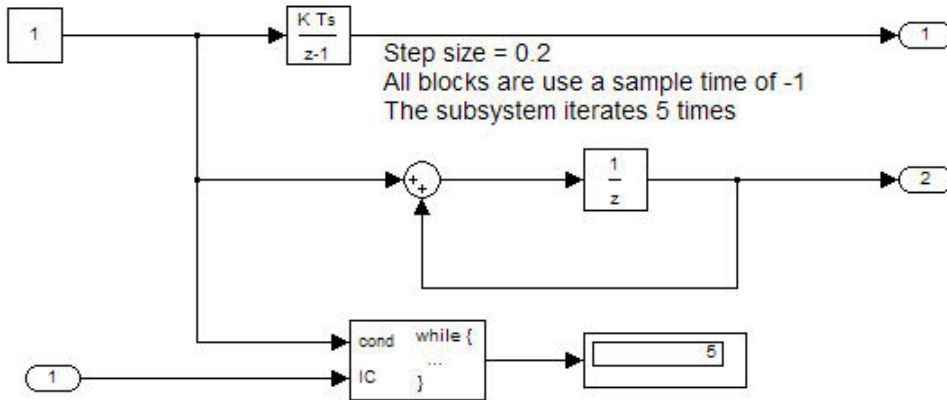 1
K Ts
z-1
1
Step size = 0.2
All blocks are use a sample time of -1
The subsystem iterates 5 times
1
z
2
cond
while {
...
IC
}
5
1